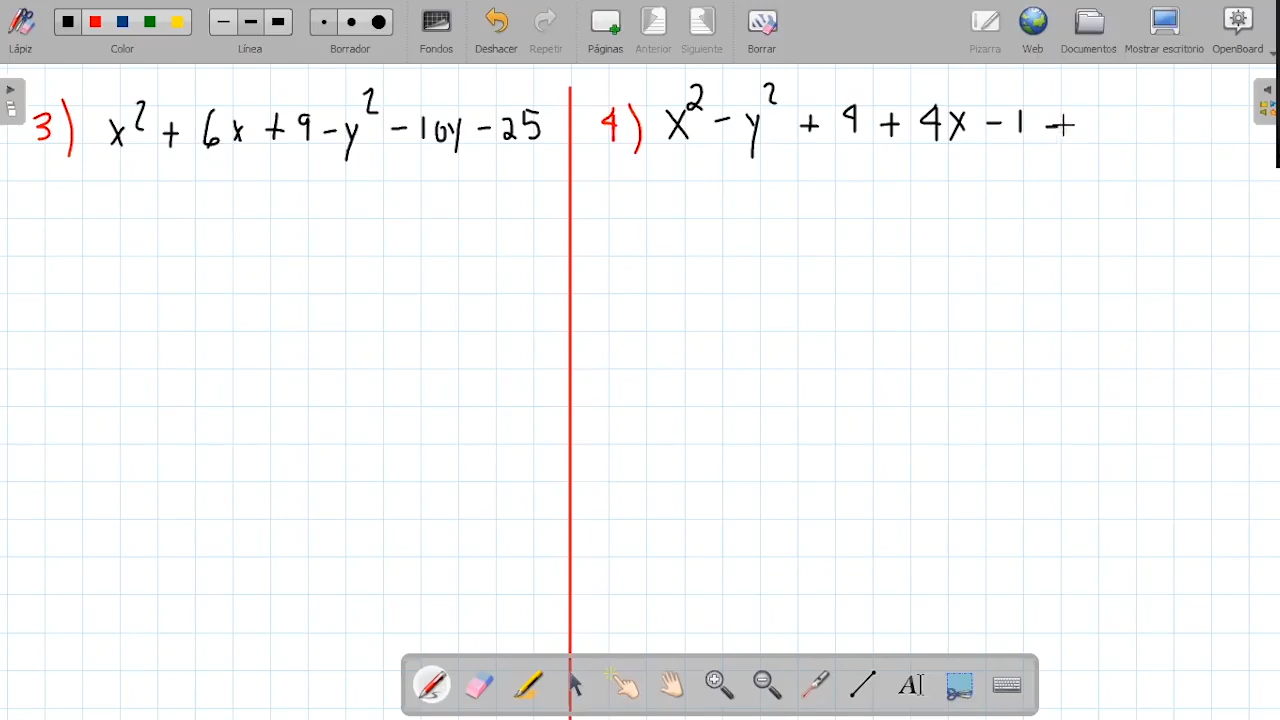 Lápiz Color Línea Borrador Fondos Deshacer Repetir Páginas Anterior Siguiente Borrar Pizarra Web Documentos Mostrar escritorio OpenBoard
3) x² + 6x + 9 - y² - 10y - 25
4) x² - y² + 4 + 4x - 1 +
A